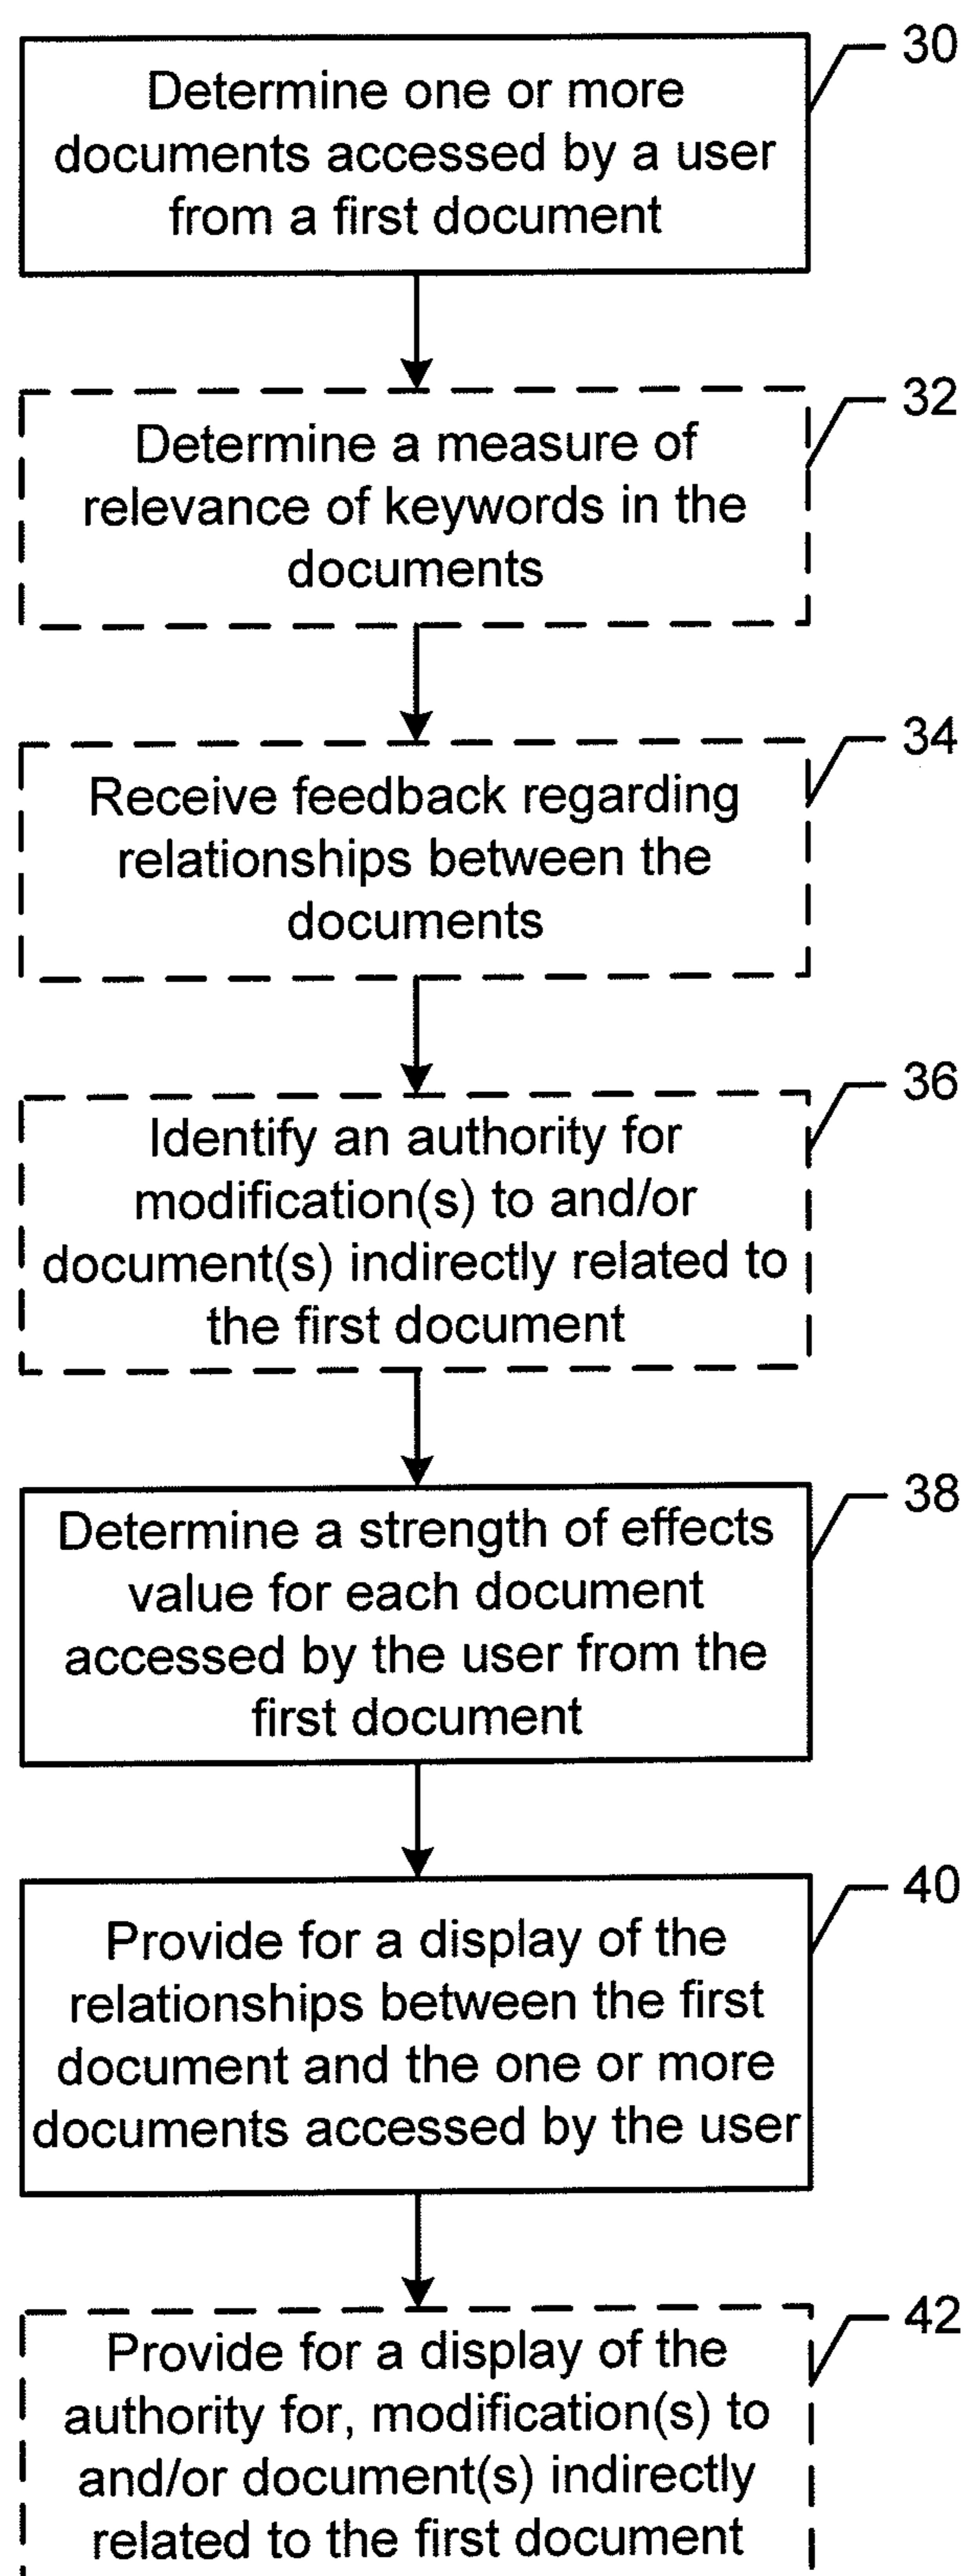 30
Determine one or more
documents accessed by a user
from a first document
32
Determine a measure of
relevance of keywords in the
documents
34
Receive feedback regarding
relationships between the
documents
36
Identify an authority for
modification(s) to and/or
document(s) indirectly related to
the first document
38
Determine a strength of effects
value for each document
accessed by the user from the
first document
40
Provide for a display of the
relationships between the first
document and the one or more
documents accessed by the user
42
Provide for a display of the
authority for, modification(s) to
and/or document(s) indirectly
related to the first document